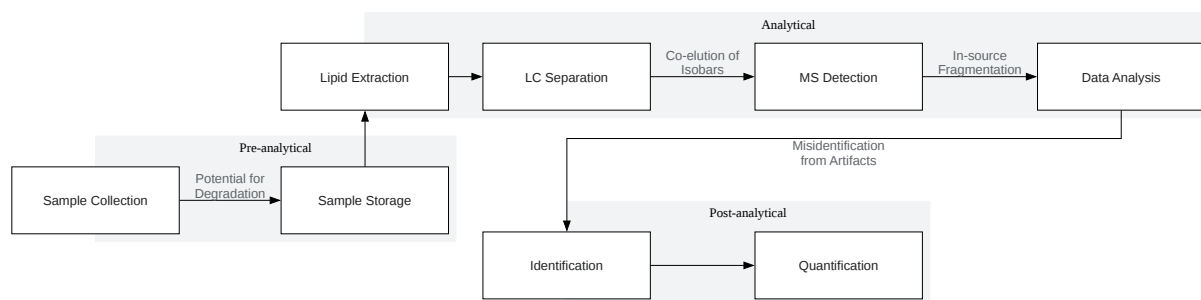 Analytical
Lipid Extraction
LC Separation
Co-elution of
Isobars
MS Detection
In-source
Fragmentation
Data Analysis
Pre-analytical
Sample Collection
Potential for
Degradation
Sample Storage
Misidentification
from Artifacts
Post-analytical
Identification
Quantification